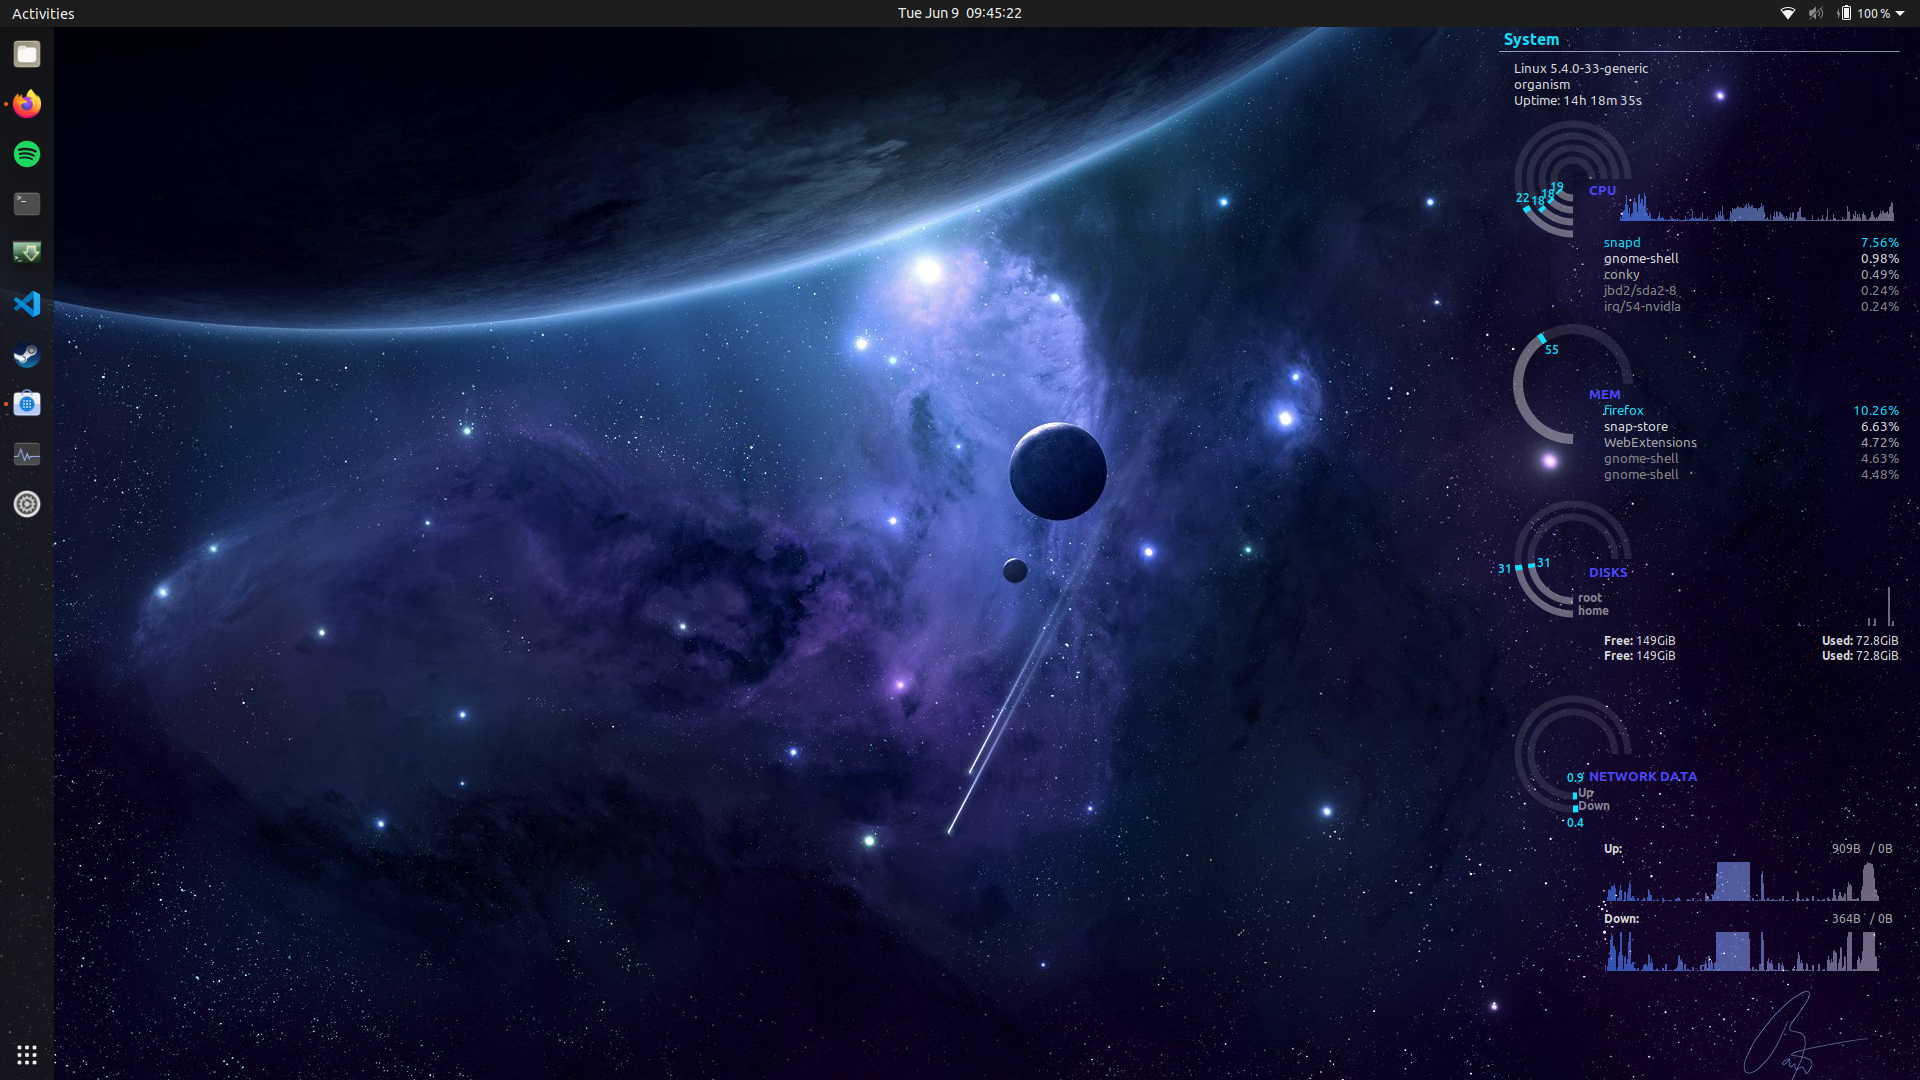 Activities
Tue Jun 9 09:45:22
100 %
System
Linux 5.4.0-33-generic
organism
Uptime: 14h 18m 35s
19
18
22
18
CPU
snapd 7.56%
gnome-shell 0.98%
conky 0.49%
jbd2/sda2-8 0.24%
irq/54-nvidia 0.24%
55
MEM
firefox 10.26%
snap-store 6.63%
WebExtensions 4.72%
gnome-shell 4.63%
gnome-shell 4.48%
31
31
DISKS
root
home
Free: 149GiB Used: 72.8GiB
Free: 149GiB Used: 72.8GiB
0.9 NETWORK DATA
Up
Down
0.4
Up: 909B / 0B
Down: 364B / 0B